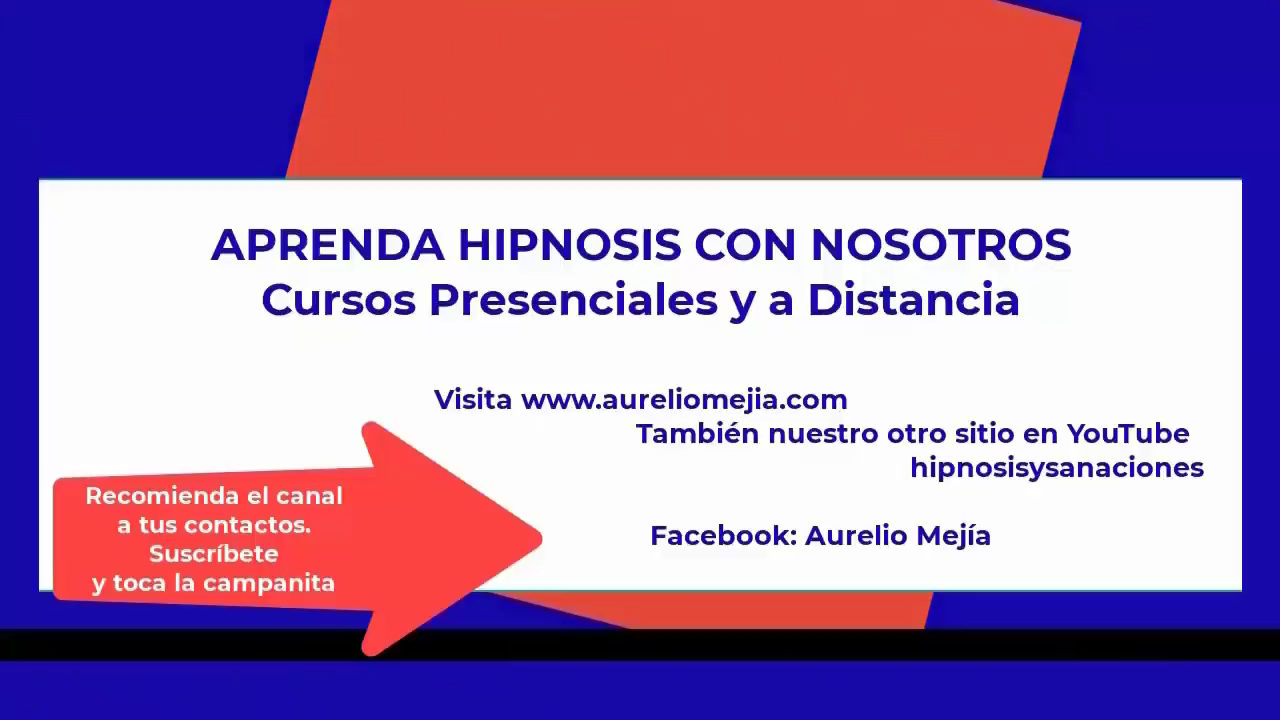 APRENDA HIPNOSIS CON NOSOTROS
Cursos Presenciales y a Distancia
Visita www.aureliomejia.com
También nuestro otro sitio en YouTube
hipnosisysanaciones
Facebook: Aurelio Mejía
Recomienda el canal
a tus contactos.
Suscríbete
y toca la campanita